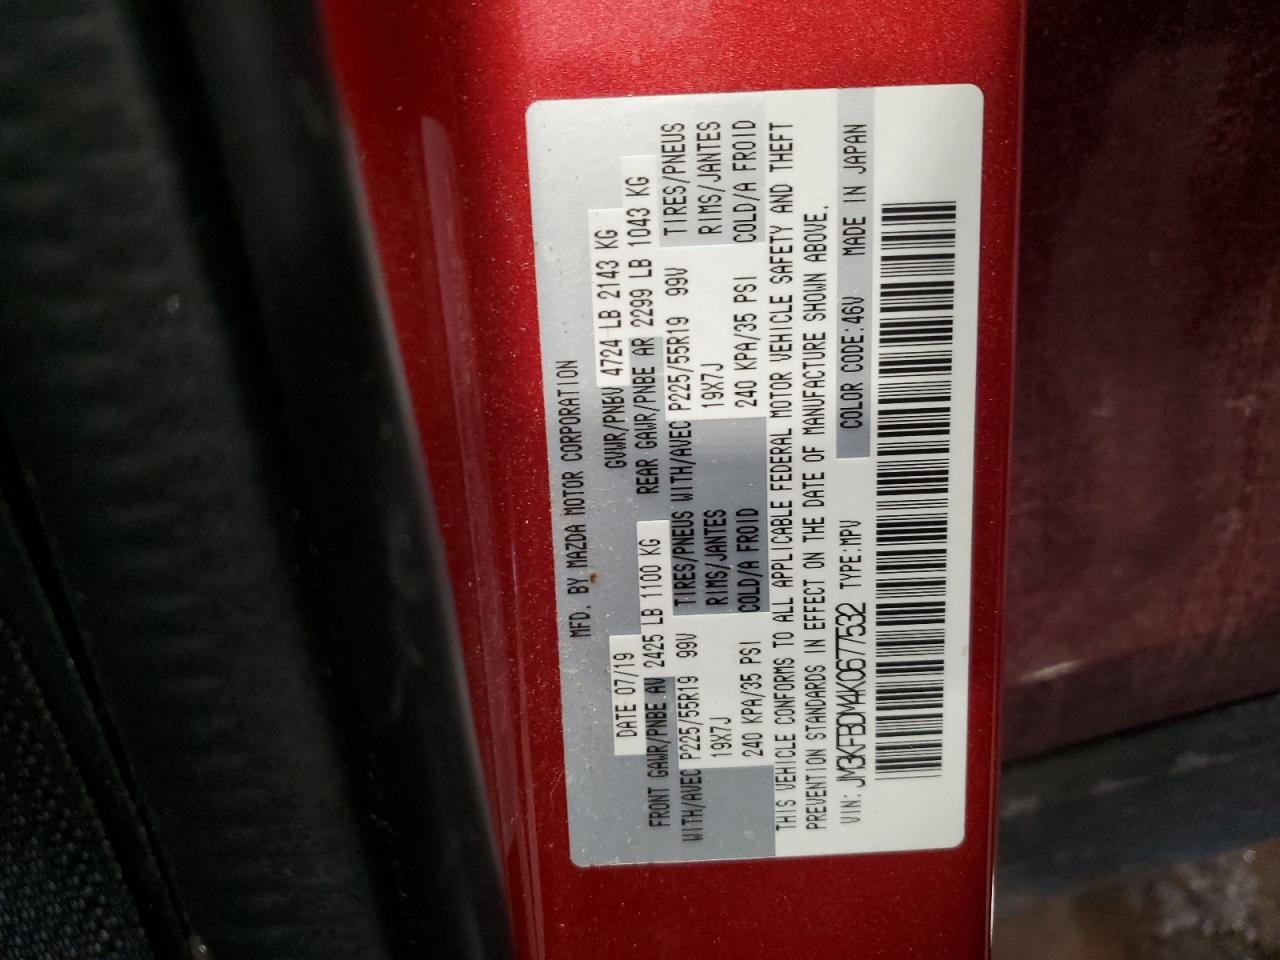 MFD. BY MAZDA MOTOR CORPORATION
DATE 07/19 GVWR/PNBV 4724 LB 2143 KG
FRONT GAWR/PNBE AV 2425 LB 1100 KG REAR GAWR/PNBE AR 2299 LB 1043 KG
WITH/AVEC P225/55R19 99V TIRES/PNEUS WITH/AVEC P225/55R19 99V TIRES/PNEUS
19X7J RIMS/JANTES 19X7J RIMS/JANTES
240 KPA/35 PSI COLD/A FROID 240 KPA/35 PSI COLD/A FROID
THIS VEHICLE CONFORMS TO ALL APPLICABLE FEDERAL MOTOR VEHICLE SAFETY AND THEFT
PREVENTION STANDARDS IN EFFECT ON THE DATE OF MANUFACTURE SHOWN ABOVE.
VIN: JM3KFBDM4K0677532 TYPE:MPV COLOR CODE:46V MADE IN JAPAN